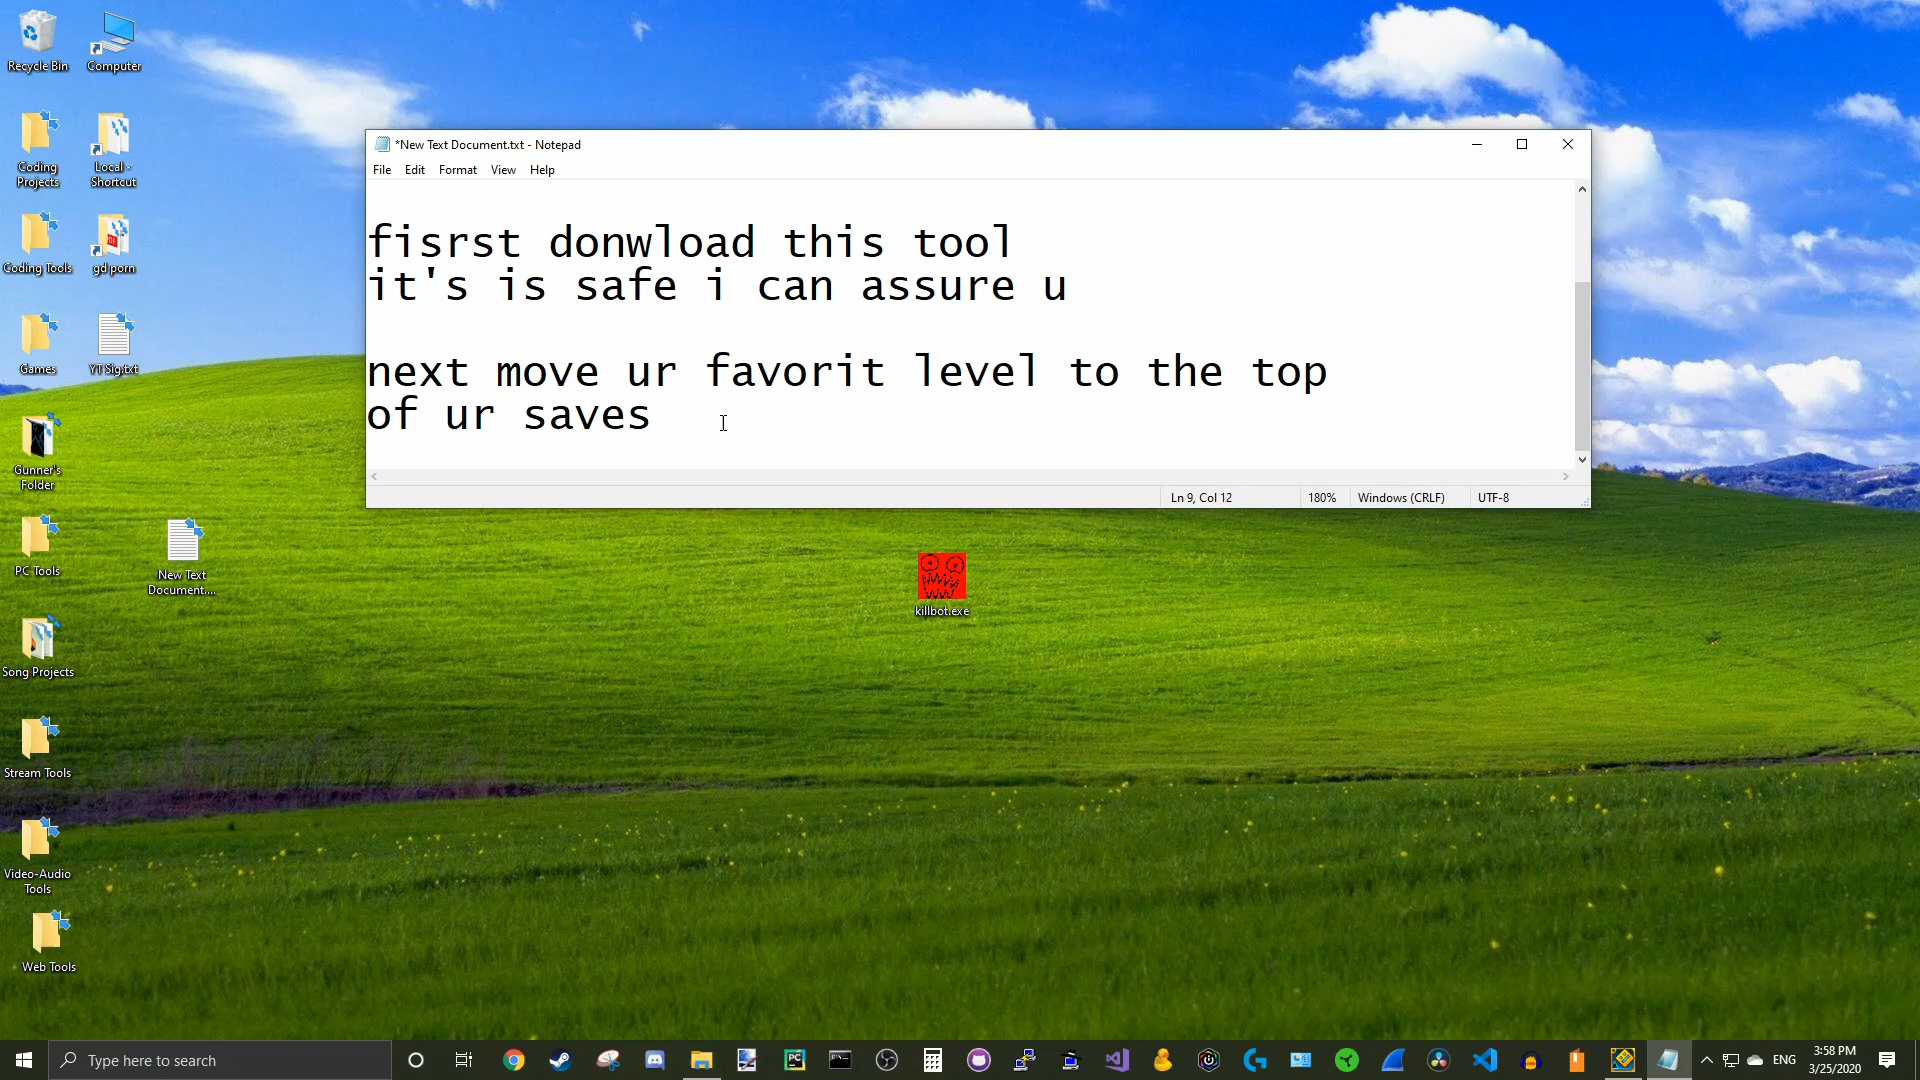 Recycle Bin
Computer
Coding
Projects
Local -
Shortcut
Coding Tools
gd porn
Games
YT Sig.txt
Gunner's
Folder
PC Tools
New Text
Document....
Song Projects
Stream Tools
Video-Audio
Tools
Web Tools
*New Text Document.txt - Notepad
File Edit Format View Help
fisrst donwload this tool
it's is safe i can assure u
next move ur favorit level to the top
of ur saves
Ln 9, Col 12
180%
Windows (CRLF)
UTF-8
killbot.exe
Type here to search
ENG
3:58 PM
3/25/2020